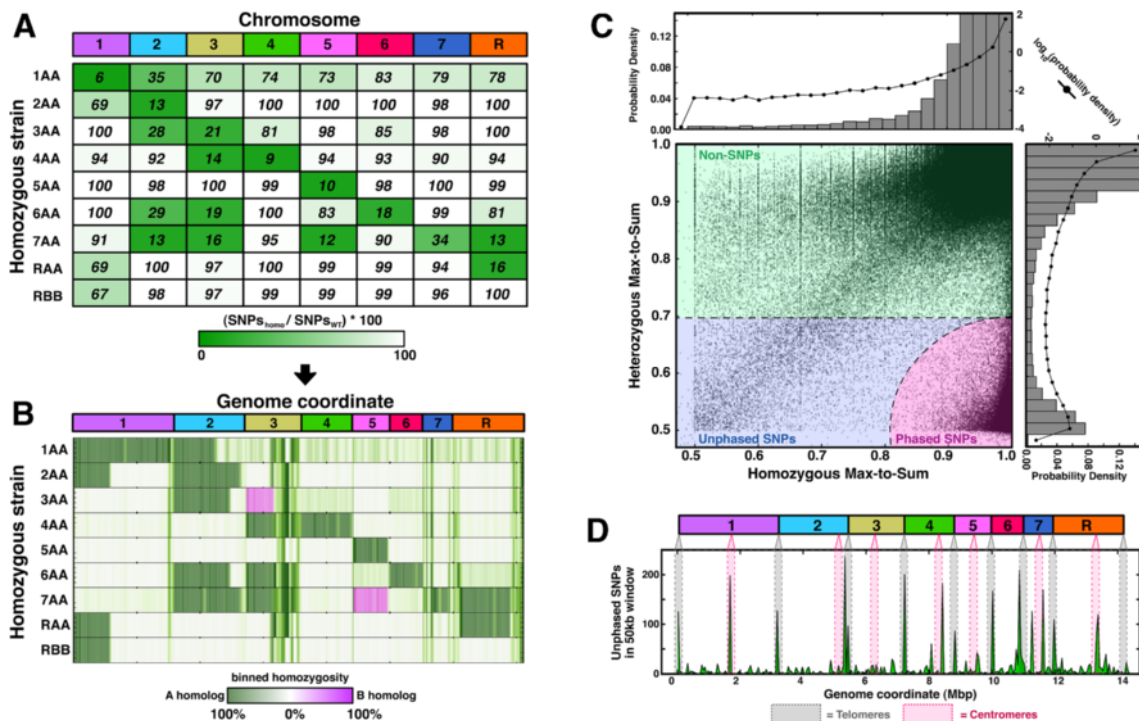 A
Chromosome
1 2 3 4 5 6 7 R
Homozygous strain
1AA 6 35 70 74 73 83 79 78
2AA 69 13 97 100 100 100 98 100
3AA 100 28 21 81 98 85 98 100
4AA 94 92 14 9 94 93 90 94
5AA 100 98 100 99 10 98 100 99
6AA 100 29 19 100 83 18 99 81
7AA 91 13 16 95 12 90 34 13
RAA 69 100 97 100 99 99 94 16
RBB 67 98 97 99 99 99 96 100
(SNPs homo / SNPs WT) * 100
0 100
B
Genome coordinate
1 2 3 4 5 6 7 R
Homozygous strain
1AA
2AA
3AA
4AA
5AA
6AA
7AA
RAA
RBB
binned homozygosity
A homolog B homolog
100% 0% 100%
C
Probability Density
0.12
0.08
0.04
0.00
2
0
-2
-4
log10(probability density)
-2 0
Heterozygous Max-to-Sum
1.0
0.9
0.8
0.7
0.6
0.5
Non-SNPs
Unphased SNPs
Phased SNPs
0.5 0.6 0.7 0.8 0.9 1.0
Homozygous Max-to-Sum
0.00 0.04 0.08 0.12
Probability Density
D
1 2 3 4 5 6 7 R
Unphased SNPs
in 50kb window
200
100
0
0 2 4 6 8 10 12 14
Genome coordinate (Mbp)
= Telomeres = Centromeres